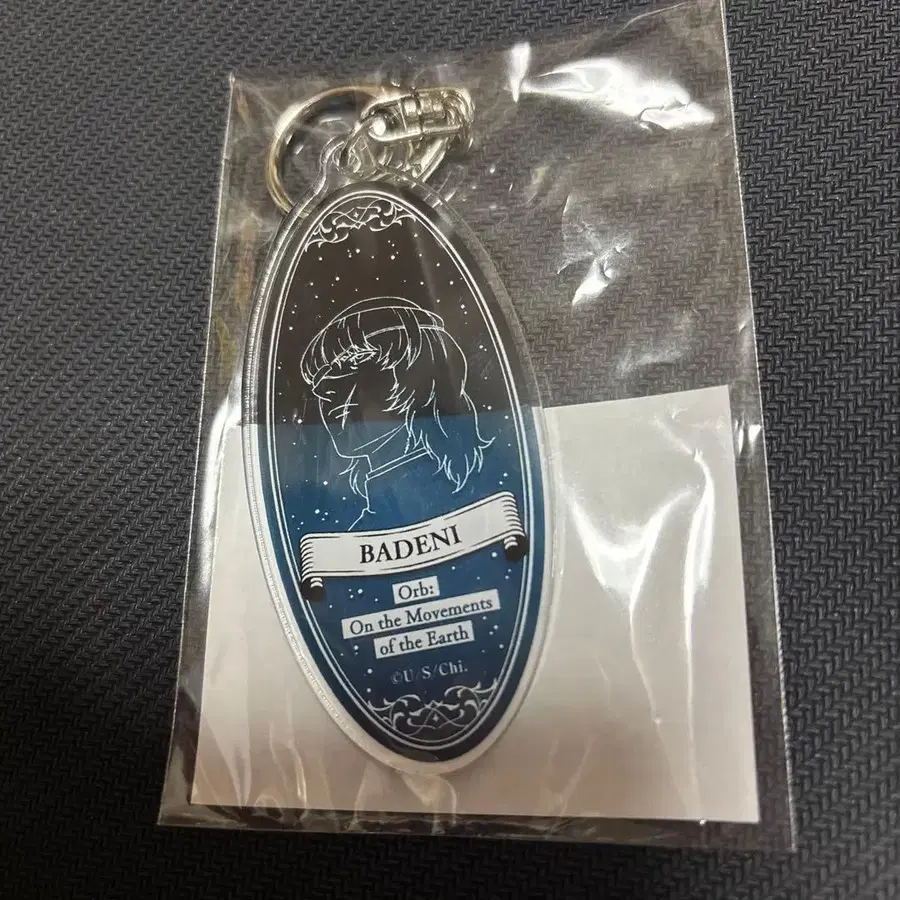 BADENI
Orb:
On the Movements
of the Earth
©U/S/Chi.